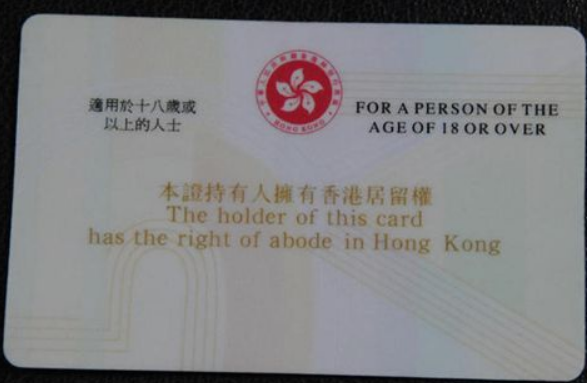 適用於十八歲或
以上的人士
HONG KONG
FOR A PERSON OF THE
AGE OF 18 OR OVER
本證持有人擁有香港居留權
The holder of this card
has the right of abode in Hong Kong